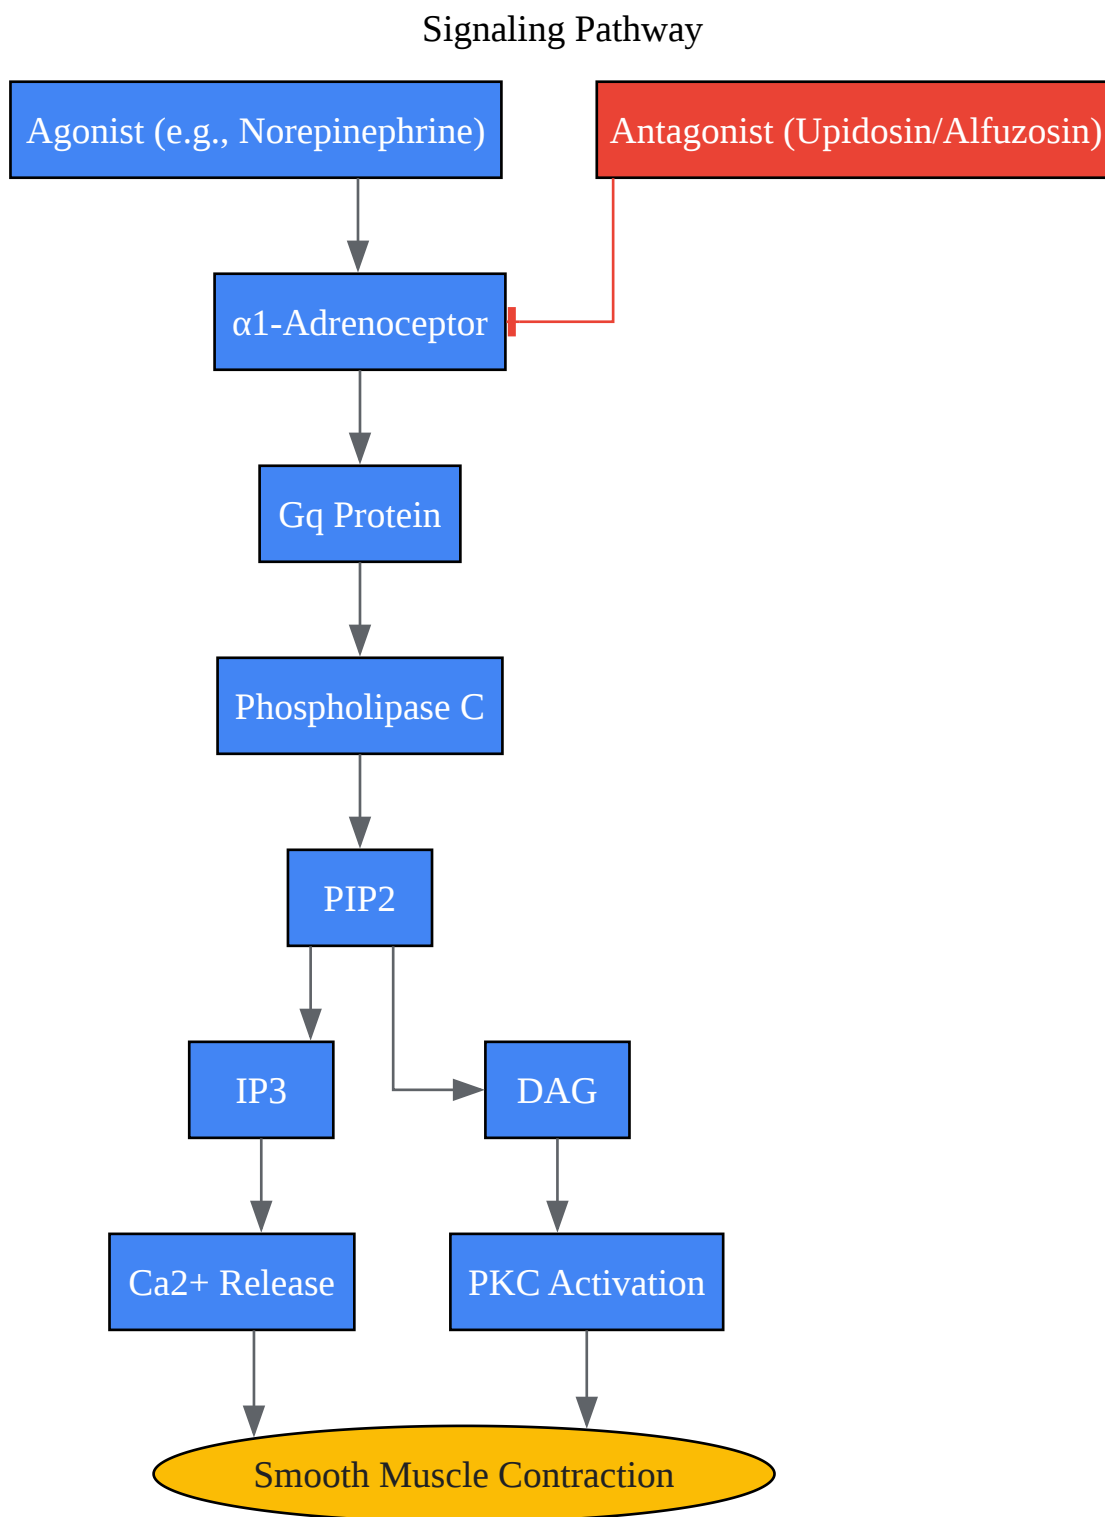 Signaling Pathway
Agonist (e.g., Norepinephrine)
Antagonist (Upidosin/Alfuzosin)
α1-Adrenoceptor
Gq Protein
Phospholipase C
PIP2
IP3
DAG
Ca2+ Release
PKC Activation
Smooth Muscle Contraction